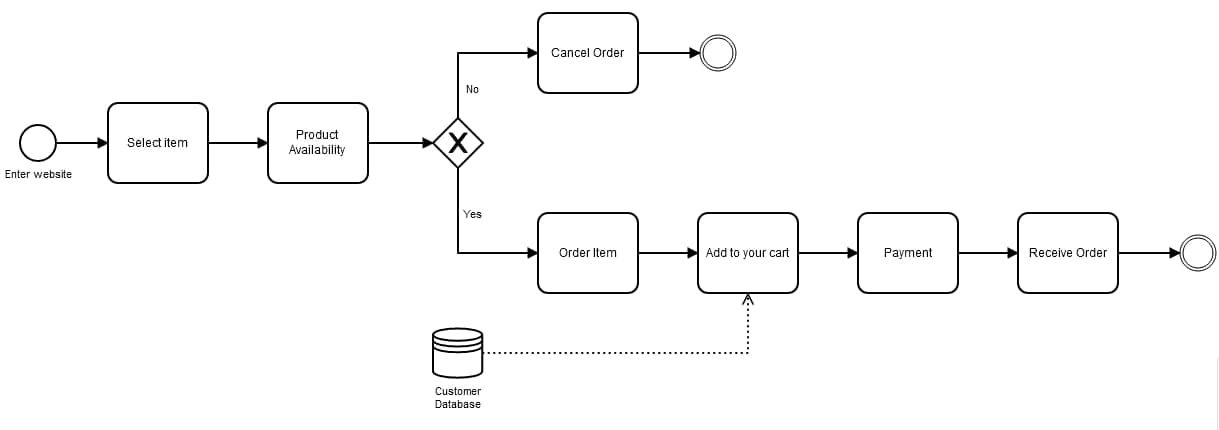 Enter website
Select item
Product
Availability
No
Yes
Cancel Order
Order Item
Add to your cart
Payment
Receive Order
Customer
Database